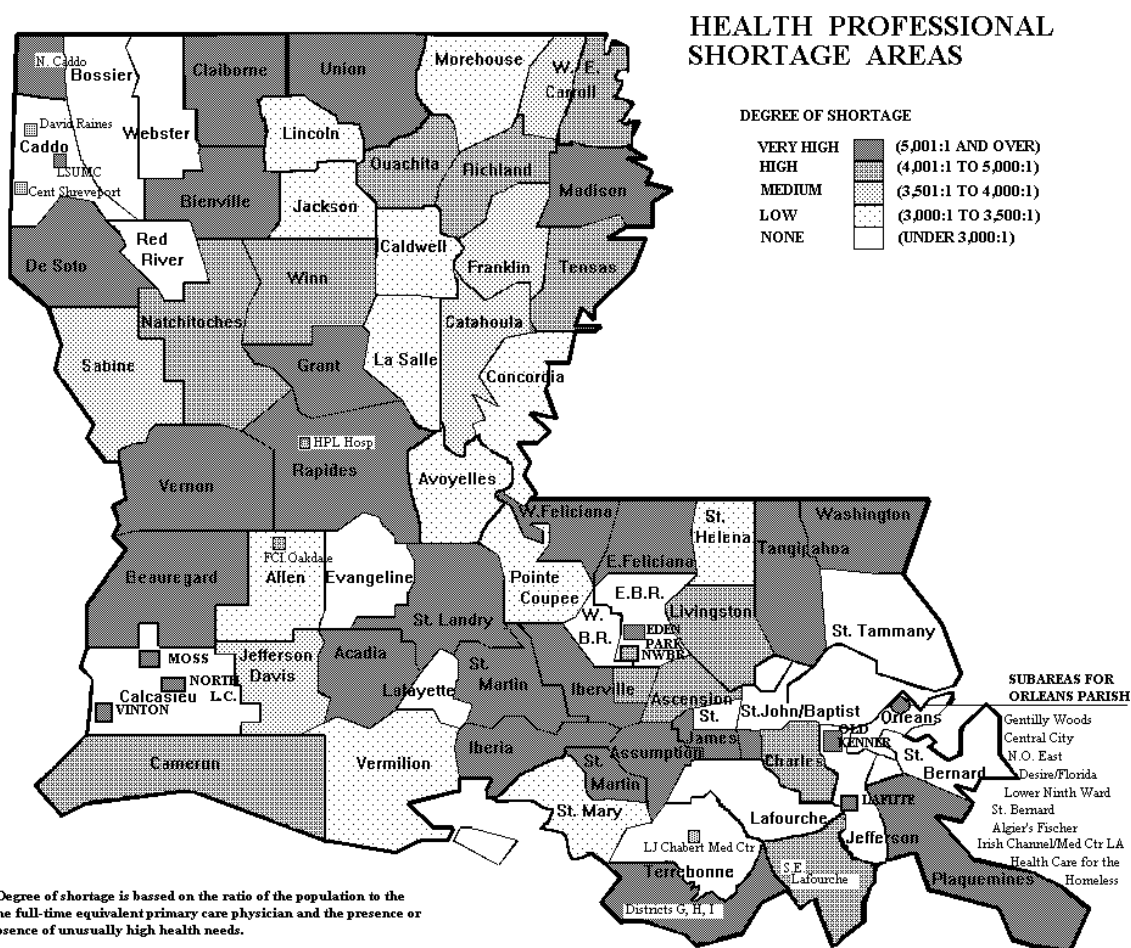 HEALTH PROFESSIONAL
SHORTAGE AREAS
DEGREE OF SHORTAGE
VERY HIGH (5,001:1 AND OVER)
HIGH (4,001:1 TO 5,000:1)
MEDIUM (3,501:1 TO 4,000:1)
LOW (3,000:1 TO 3,500:1)
NONE (UNDER 3,000:1)
N. Caddo
Bossier
Claiborne
Union
Morehouse
W. E.
Carroll
David Raines
Caddo
Webster
Lincoln
LSUMC
Cent Shreveport
Ouachita
Richland
Madison
Bienville
Jackson
Red
River
Caldwell
De Soto
Winn
Franklin
Tensas
Natchitoches
Catahoula
Sabine
Grant
La Salle
Concordia
HPL Hosp
Rapides
Vernon
Avoyelles
W.Feliciana
St.
Helena
Washington
Tangipahoa
E.Feliciana
FCI Oakdale
Beauregard
Allen
Evangeline
Pointe
Coupee
E.B.R.
Livingston
St. Landry
W.
B.R.
EDEN
PARK
NWBR
St. Tammany
MOSS
Jefferson
Davis
Acadia
St.
Martin
NORTH
L.C.
Calcasieu
Lafayette
Iberville
Ascension
VINTON
St.
James
St.John/Baptist
Orleans
OLD
KENNER
Cameron
Vermilion
Iberia
Assumption
St.
Martin
Charles
St.
Bernard
St. Mary
LAFITTE
Lafourche
Jefferson
LJ Chabert Med Ctr
Terrebonne
S.E.
Lafourche
Plaquemines
Districts G, H, I
SUBAREAS FOR
ORLEANS PARISH
Gentilly Woods
Central City
N.O. East
Desire/Florida
Lower Ninth Ward
St. Bernard
Algier's Fischer
Irish Channel/Med Ctr LA
Health Care for the
Homeless
Degree of shortage is bassed on the ratio of the population to the
ne full-time equivalent primary care physician and the presence or
sence of unusually high health needs.